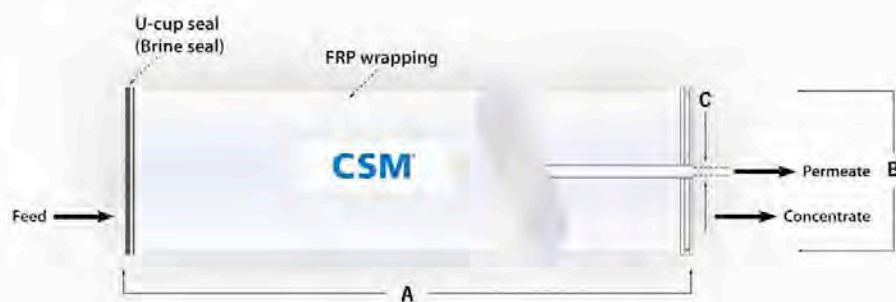 U-cup seal
(Brine seal)
FRP wrapping
C
CSM
Permeate
B
Feed
Concentrate
A